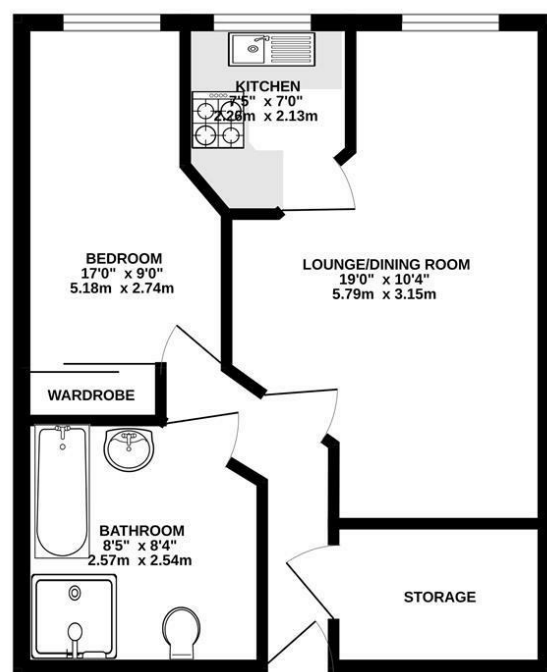 KITCHEN
7'5" x 7'0"
2.26m x 2.13m
BEDROOM
17'0" x 9'0"
5.18m x 2.74m
LOUNGE/DINING ROOM
19'0" x 10'4"
5.79m x 3.15m
WARDROBE
BATHROOM
8'5" x 8'4"
2.57m x 2.54m
STORAGE